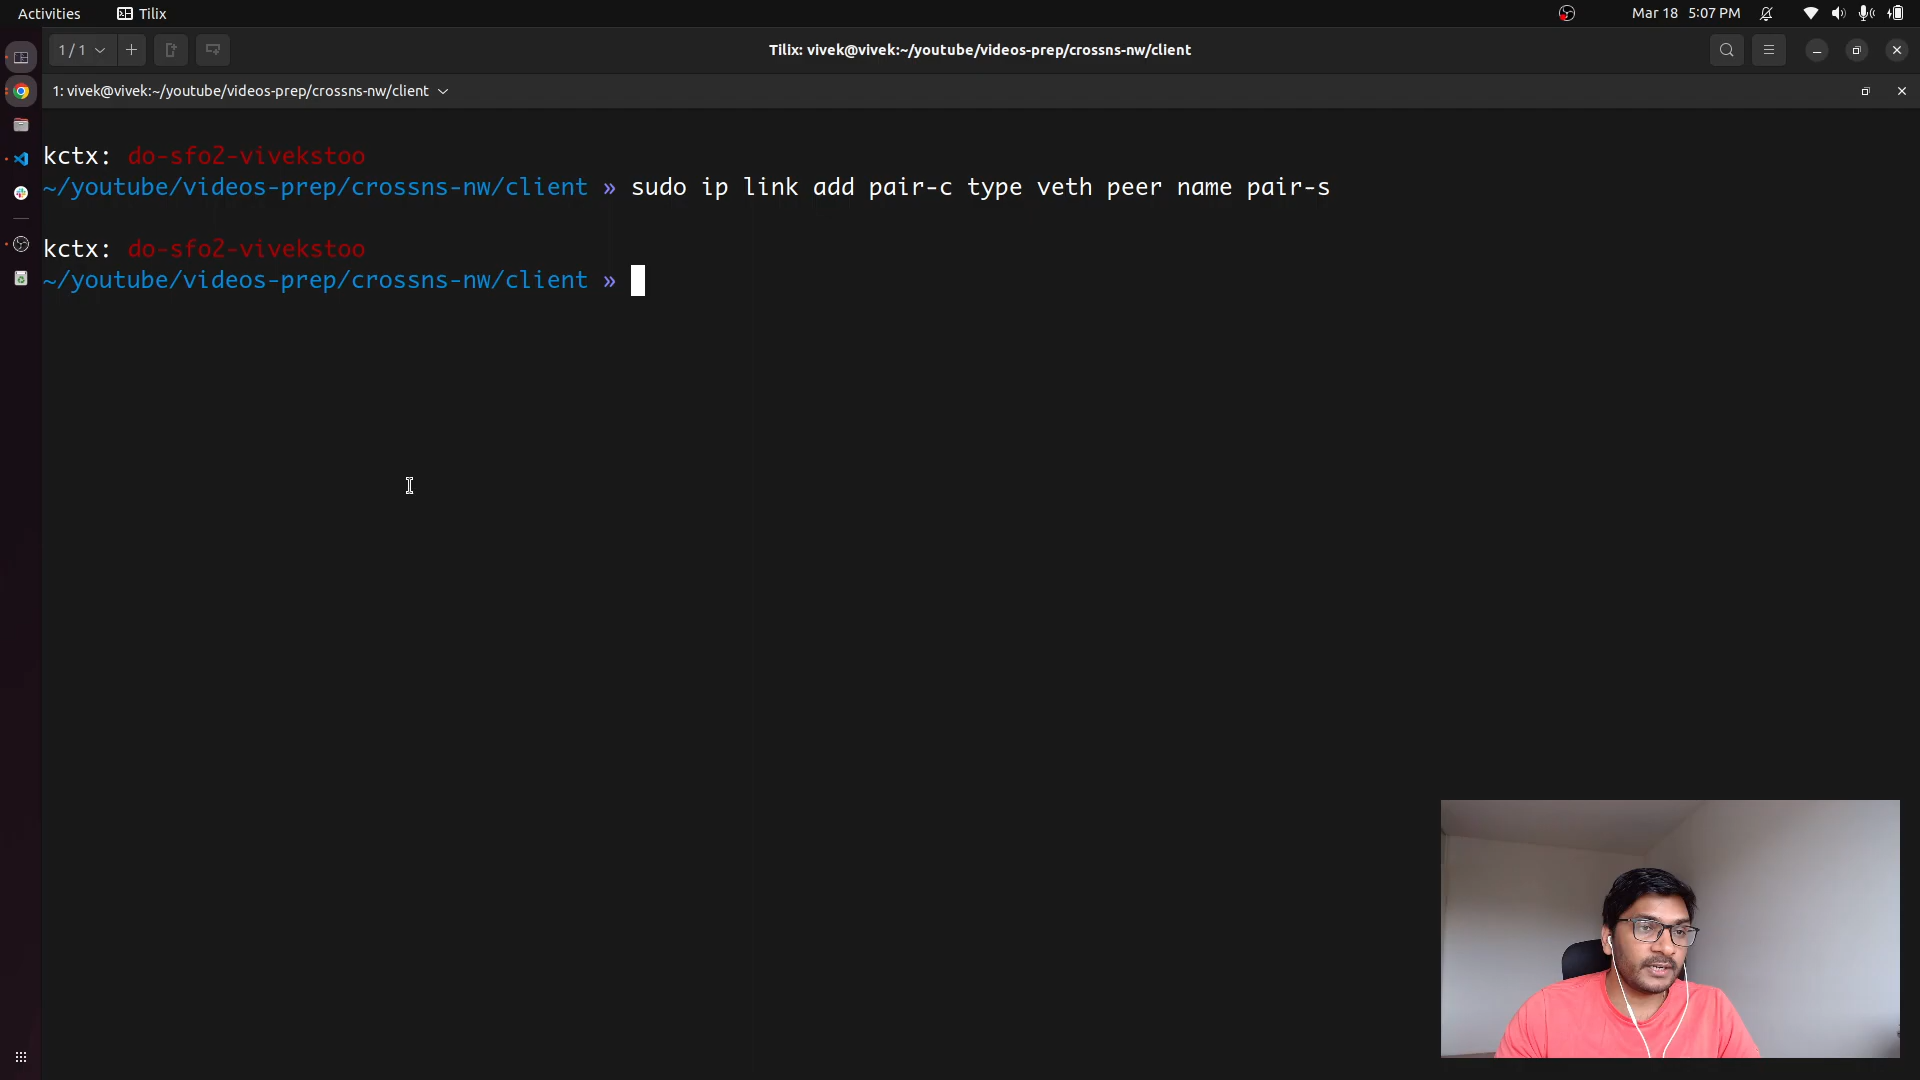 Activities Tilix Mar 18 5:07 PM
1 / 1 Tilix: vivek@vivek:~/youtube/videos-prep/crossns-nw/client
1: vivek@vivek:~/youtube/videos-prep/crossns-nw/client
kctx: do-sfo2-vivekstoo
~/youtube/videos-prep/crossns-nw/client » sudo ip link add pair-c type veth peer name pair-s
kctx: do-sfo2-vivekstoo
~/youtube/videos-prep/crossns-nw/client »